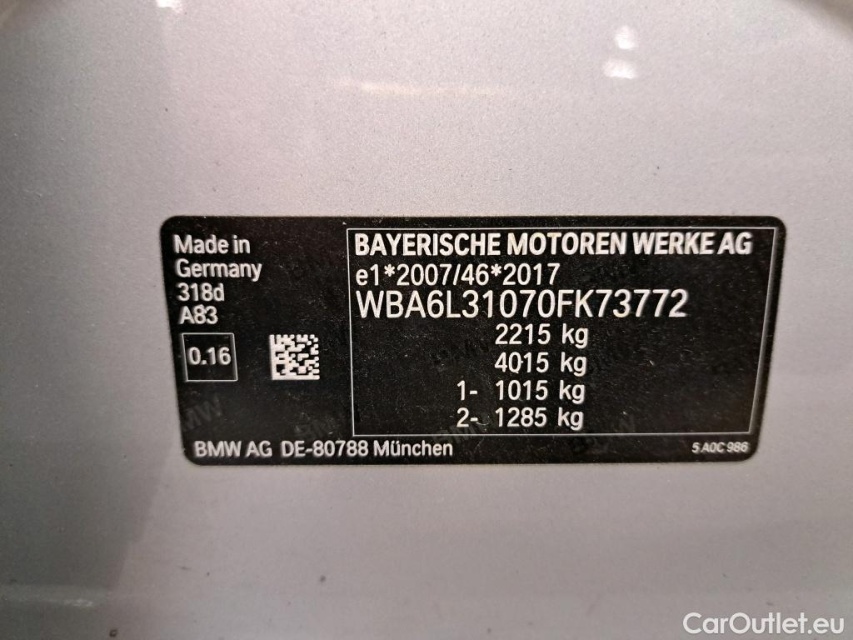 Made in
Germany
318d
A83
0.16
BAYERISCHE MOTOREN WERKE AG
e1*2007/46*2017
WBA6L31070FK73772
2215 kg
4015 kg
1- 1015 kg
2- 1285 kg
BMW AG DE-80788 München
5 A0C 986
CarOutlet.eu